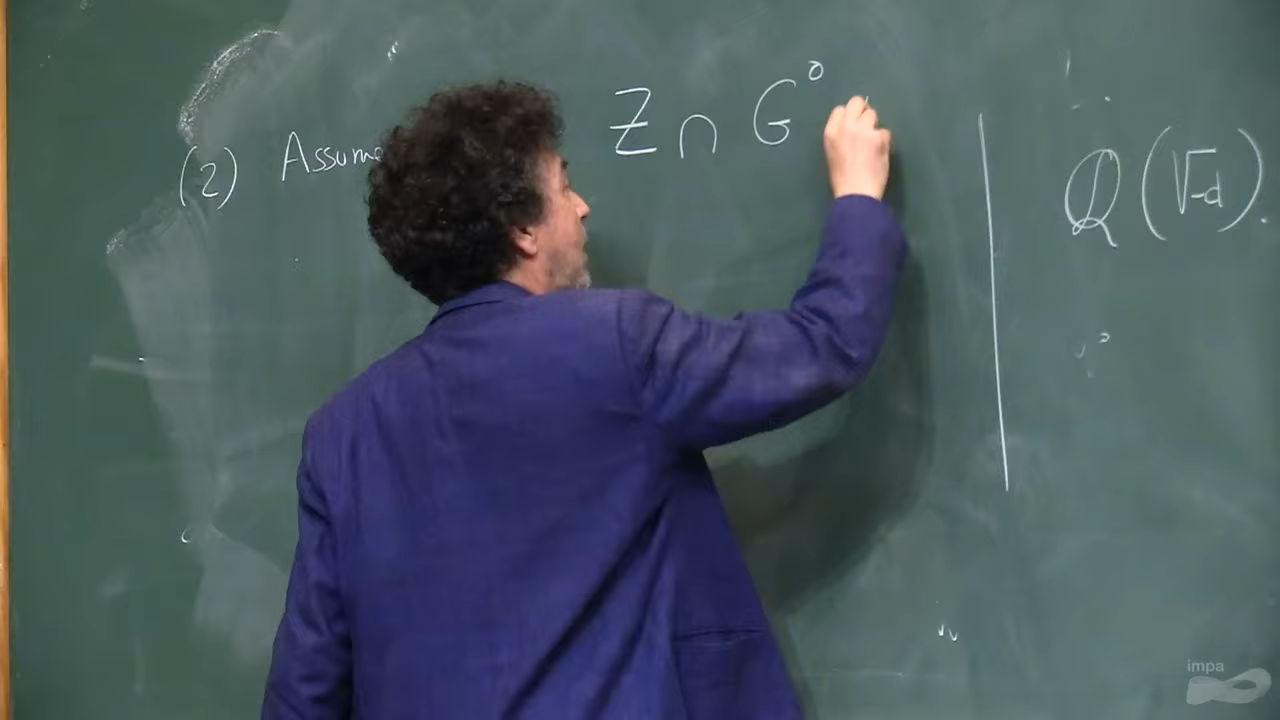 (2) Assume Z ∩ G°
Q(√-d).
impa